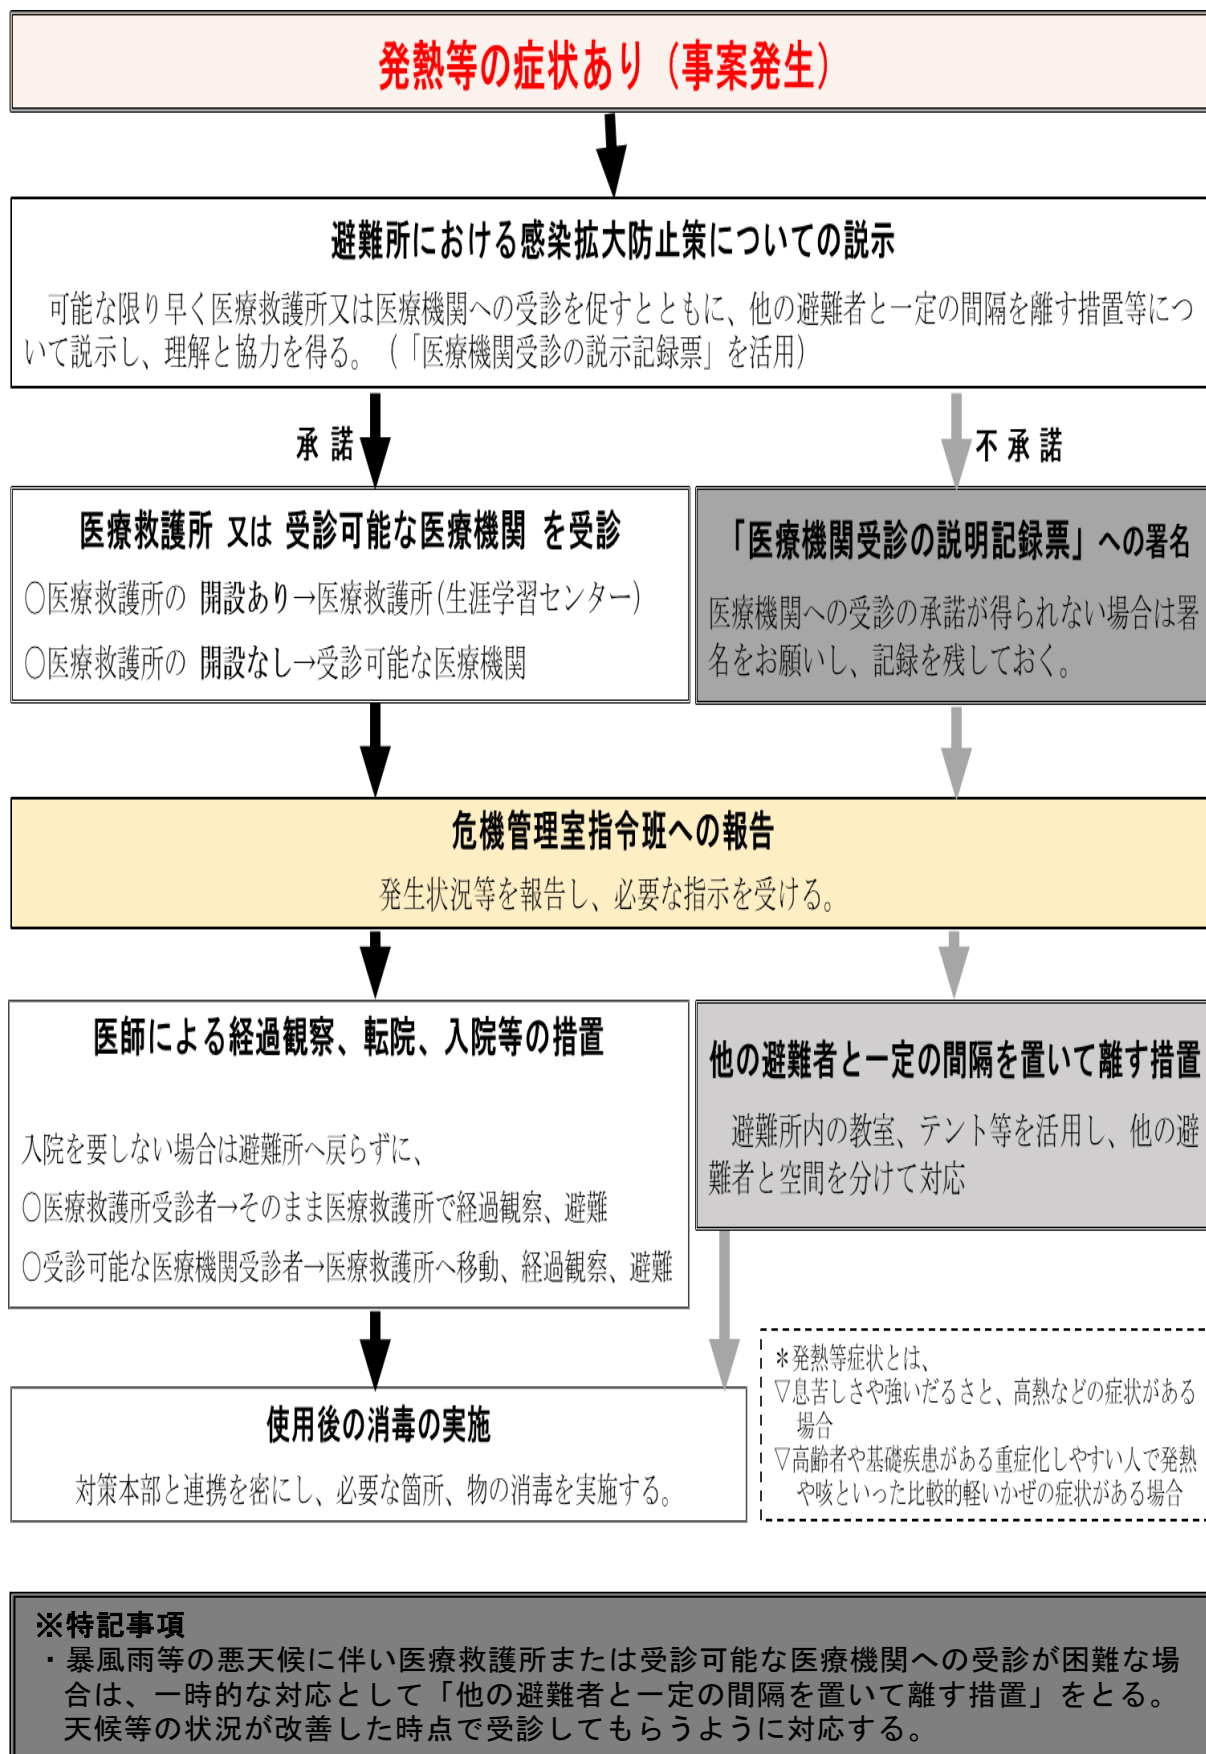 発熱等の症状あり（事案発生）
避難所における感染拡大防止策についての説示
可能な限り早く医療救護所又は医療機関への受診を促すとともに、他の避難者と一定の間隔を離す措置等につ
いて説示し、理解と協力を得る。（「医療機関受診の説示記録票」を活用）
承 諾
不 承 諾
医療救護所 又は 受診可能な医療機関 を受診
○医療救護所の 開設あり→医療救護所(生涯学習センター)
○医療救護所の 開設なし→受診可能な医療機関
「医療機関受診の説明記録票」への署名
医療機関への受診の承諾が得られない場合は署
名をお願いし、記録を残しておく。
危機管理室指令班への報告
発生状況等を報告し、必要な指示を受ける。
医師による経過観察、転院、入院等の措置
入院を要しない場合は避難所へ戻らずに、
○医療救護所受診者→そのまま医療救護所で経過観察、避難
○受診可能な医療機関受診者→医療救護所へ移動、経過観察、避難
他の避難者と一定の間隔を置いて離す措置
避難所内の教室、テント等を活用し、他の避
難者と空間を分けて対応
使用後の消毒の実施
対策本部と連携を密にし、必要な箇所、物の消毒を実施する。
＊発熱等症状とは、
▽息苦しさや強いだるさと、高熱などの症状がある
場合
▽高齢者や基礎疾患がある重症化しやすい人で発熱
や咳といった比較的軽いかぜの症状がある場合
※特記事項
・暴風雨等の悪天候に伴い医療救護所または受診可能な医療機関への受診が困難な場
合は、一時的な対応として「他の避難者と一定の間隔を置いて離す措置」をとる。
天候等の状況が改善した時点で受診してもらうように対応する。